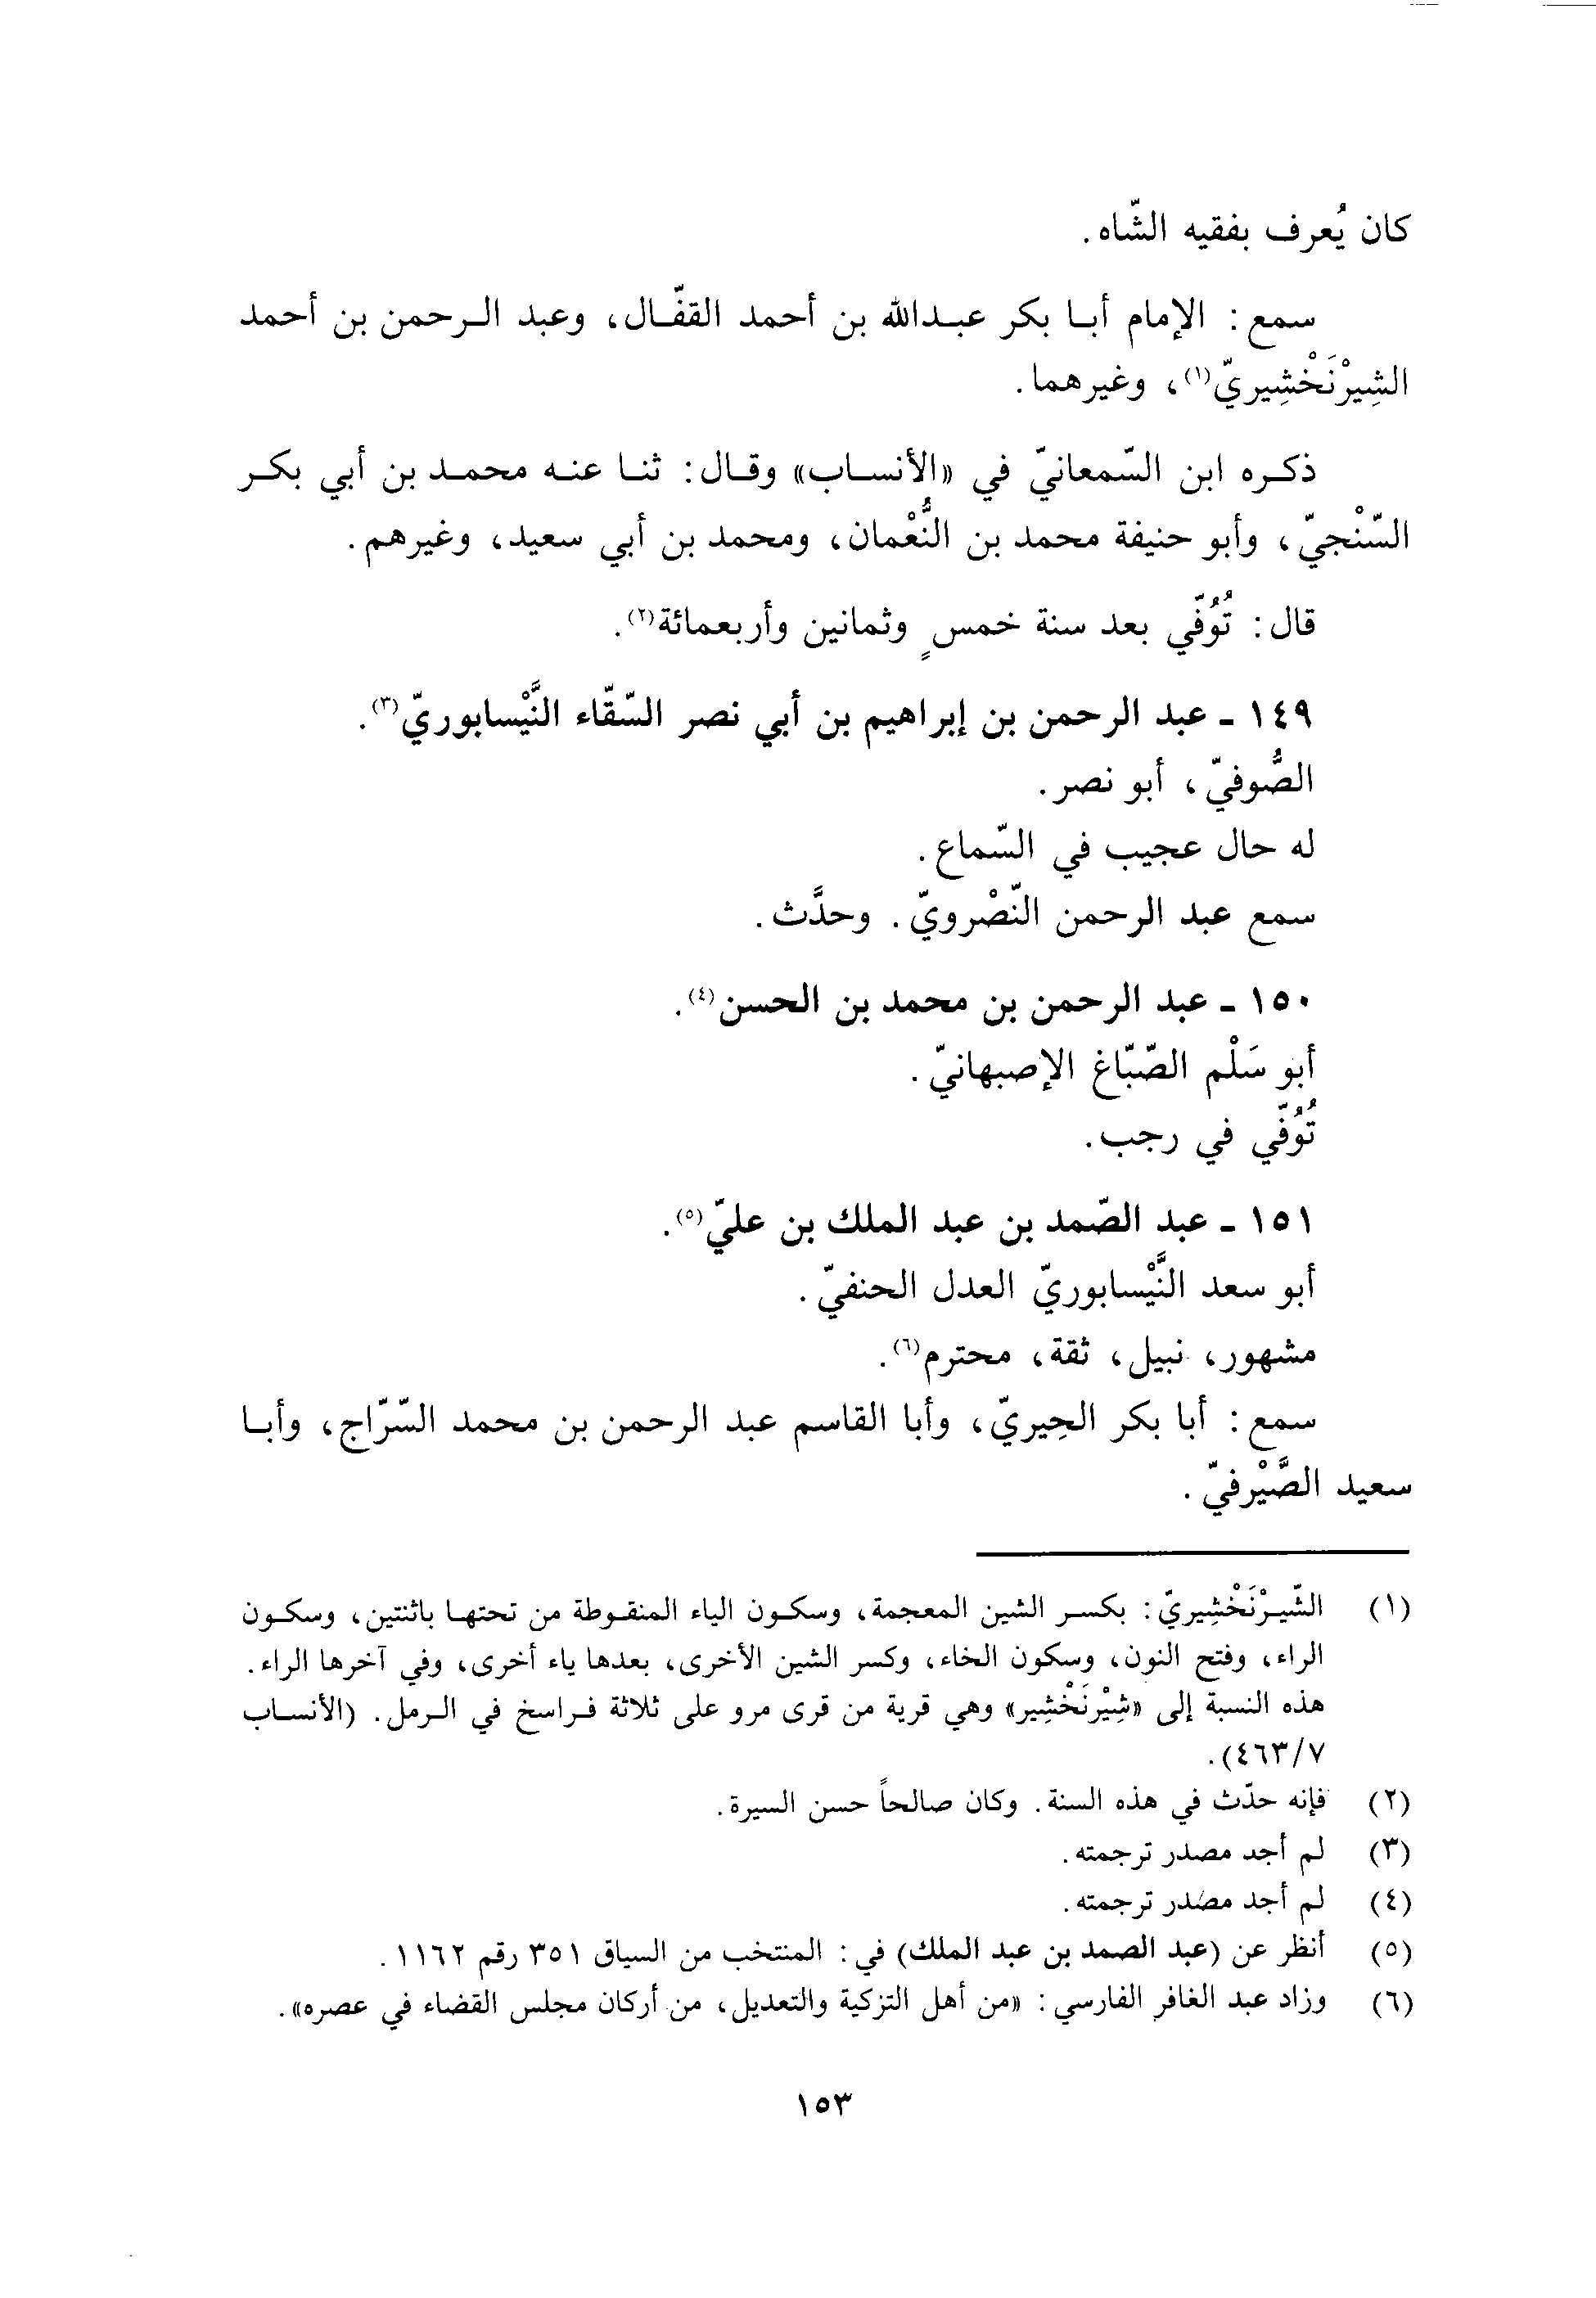 كان يُعرف بفقيه الشّاه.
سمع: الإمام أبا بكر عبدالله بن أحمد القفّال، وعبد الرحمن بن أحمد
الشِيرْنَخْشِيريّ(١)، وغيرهما.
ذكره ابن السّمعانيّ في «الأنساب» وقال: ثنا عنه محمد بن أبي بكر
السّنْجيّ، وأبو حنيفة محمد بن النُّعْمان، ومحمد بن أبي سعيد، وغيرهم.
قال: تُوُفّي بعد سنة خمسٍ وثمانين وأربعمائة(٢).
١٤٩ ـ عبد الرحمن بن إبراهيم بن أبي نصر السّقّاء النَّيْسابوريّ(٣).
الصُّوفيّ، أبو نصر.
له حال عجيب في السّماع.
سمع عبد الرحمن النّصْرويّ. وحدَّث.
١٥٠ ـ عبد الرحمن بن محمد بن الحسن(٤).
أبو سَلْم الصّبّاغ الإصبهانيّ.
تُوُفّي في رجب.
١٥١ ـ عبد الصّمد بن عبد الملك بن عليّ(٥).
أبو سعد النَّيْسابوريّ العدل الحنفيّ.
مشهور، نبيل، ثقة، محترم(٦).
سمع: أبا بكر الحِيريّ، وأبا القاسم عبد الرحمن بن محمد السّرّاج، وأبا
سعيد الصَّيْرفيّ.
(١) الشّيرْنَخْشِيريّ: بكسر الشين المعجمة، وسكون الياء المنقوطة من تحتها باثنتين، وسكون
الراء، وفتح النون، وسكون الخاء، وكسر الشين الأخرى، بعدها ياء أخرى، وفي آخرها الراء.
هذه النسبة إلى «شِيْرنَخْشِير» وهي قرية من قرى مرو على ثلاثة فراسخ في الرمل. (الأنساب
٤٦٣/٧).
(٢) فإنه حدّث في هذه السنة. وكان صالحاً حسن السيرة.
(٣) لم أجد مصدر ترجمته.
(٤) لم أجد مصدر ترجمته.
(٥) أنظر عن (عبد الصمد بن عبد الملك) في: المنتخب من السياق ٣٥١ رقم ١١٦٢.
(٦) وزاد عبد الغافر الفارسي: «من أهل التزكية والتعديل، من أركان مجلس القضاء في عصره».
١٥٣